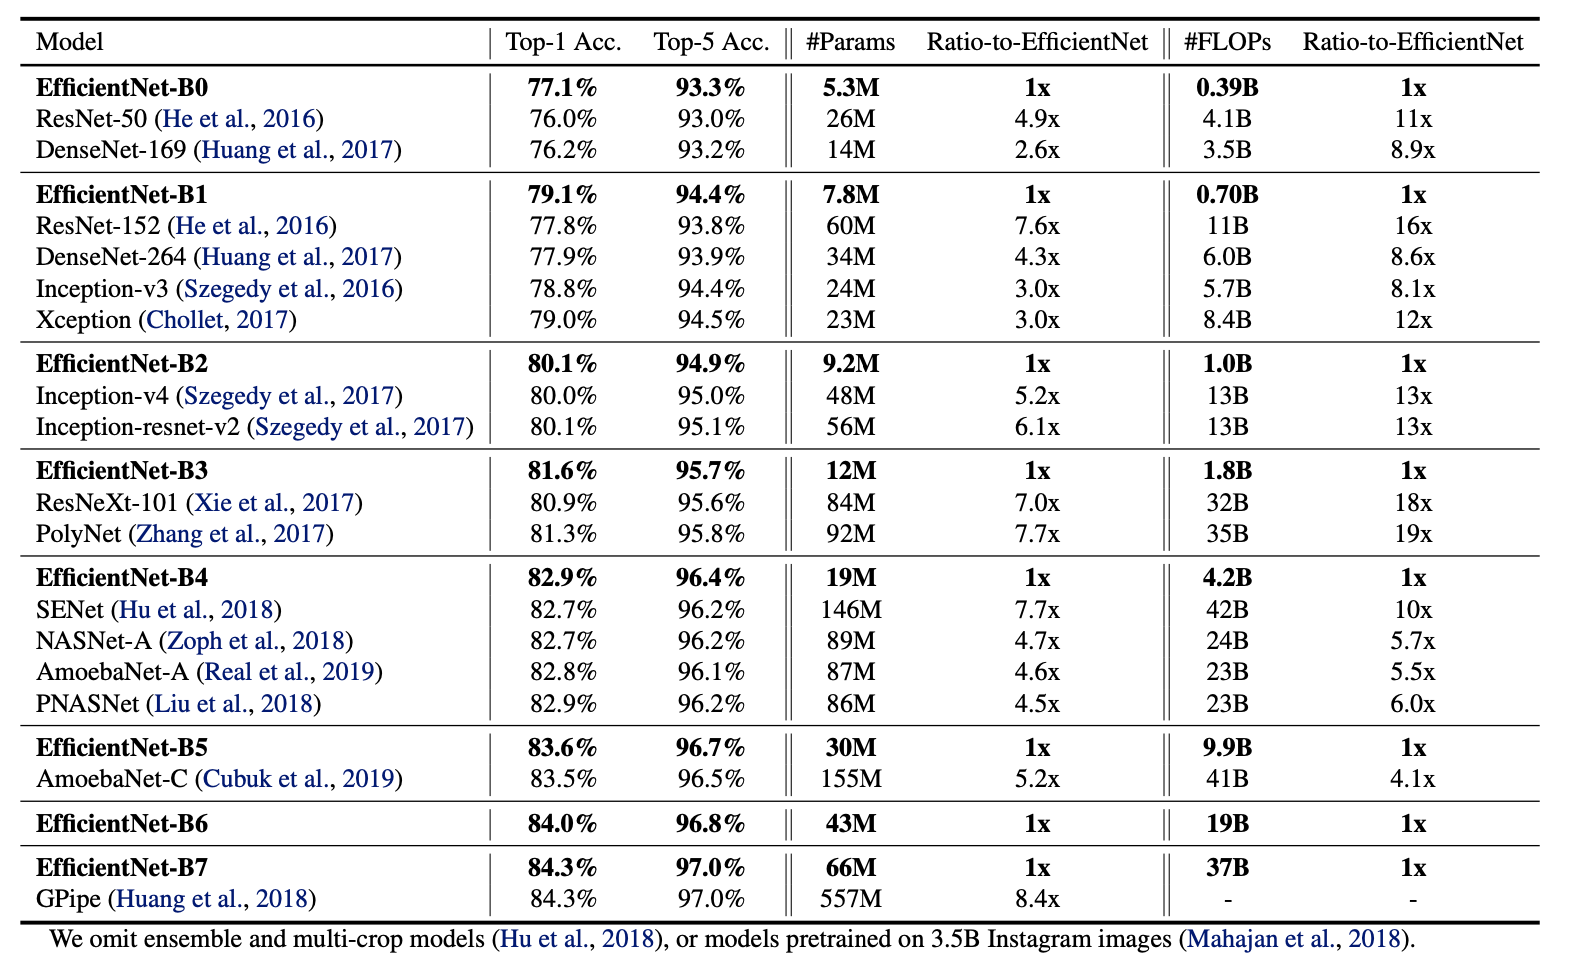 Model Top-1 Acc. Top-5 Acc. #Params Ratio-to-EfficientNet #FLOPs Ratio-to-EfficientNet
EfficientNet-B0 77.1% 93.3% 5.3M 1x 0.39B 1x
ResNet-50 (He et al., 2016) 76.0% 93.0% 26M 4.9x 4.1B 11x
DenseNet-169 (Huang et al., 2017) 76.2% 93.2% 14M 2.6x 3.5B 8.9x
EfficientNet-B1 79.1% 94.4% 7.8M 1x 0.70B 1x
ResNet-152 (He et al., 2016) 77.8% 93.8% 60M 7.6x 11B 16x
DenseNet-264 (Huang et al., 2017) 77.9% 93.9% 34M 4.3x 6.0B 8.6x
Inception-v3 (Szegedy et al., 2016) 78.8% 94.4% 24M 3.0x 5.7B 8.1x
Xception (Chollet, 2017) 79.0% 94.5% 23M 3.0x 8.4B 12x
EfficientNet-B2 80.1% 94.9% 9.2M 1x 1.0B 1x
Inception-v4 (Szegedy et al., 2017) 80.0% 95.0% 48M 5.2x 13B 13x
Inception-resnet-v2 (Szegedy et al., 2017) 80.1% 95.1% 56M 6.1x 13B 13x
EfficientNet-B3 81.6% 95.7% 12M 1x 1.8B 1x
ResNeXt-101 (Xie et al., 2017) 80.9% 95.6% 84M 7.0x 32B 18x
PolyNet (Zhang et al., 2017) 81.3% 95.8% 92M 7.7x 35B 19x
EfficientNet-B4 82.9% 96.4% 19M 1x 4.2B 1x
SENet (Hu et al., 2018) 82.7% 96.2% 146M 7.7x 42B 10x
NASNet-A (Zoph et al., 2018) 82.7% 96.2% 89M 4.7x 24B 5.7x
AmoebaNet-A (Real et al., 2019) 82.8% 96.1% 87M 4.6x 23B 5.5x
PNASNet (Liu et al., 2018) 82.9% 96.2% 86M 4.5x 23B 6.0x
EfficientNet-B5 83.6% 96.7% 30M 1x 9.9B 1x
AmoebaNet-C (Cubuk et al., 2019) 83.5% 96.5% 155M 5.2x 41B 4.1x
EfficientNet-B6 84.0% 96.8% 43M 1x 19B 1x
EfficientNet-B7 84.3% 97.0% 66M 1x 37B 1x
GPipe (Huang et al., 2018) 84.3% 97.0% 557M 8.4x - -
We omit ensemble and multi-crop models (Hu et al., 2018), or models pretrained on 3.5B Instagram images (Mahajan et al., 2018).